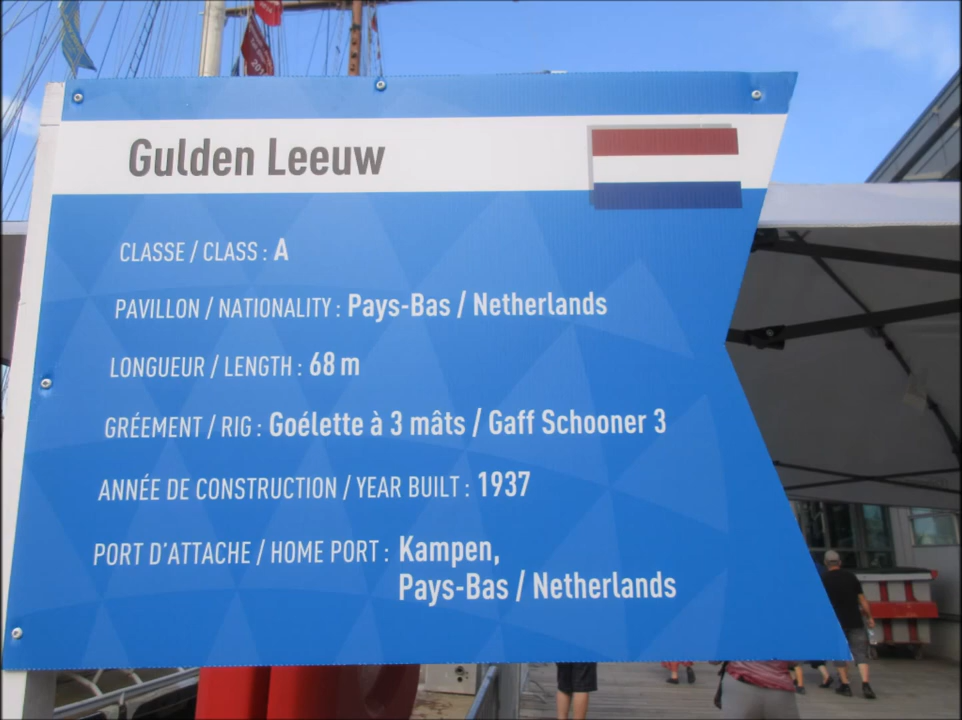 Gulden Leeuw
CLASSE / CLASS : A
PAVILLON / NATIONALITY : Pays-Bas / Netherlands
LONGUEUR / LENGTH : 68 m
GRÉEMENT / RIG : Goélette à 3 mâts / Gaff Schooner 3
ANNÉE DE CONSTRUCTION / YEAR BUILT : 1937
PORT D'ATTACHE / HOME PORT : Kampen,
Pays-Bas / Netherlands